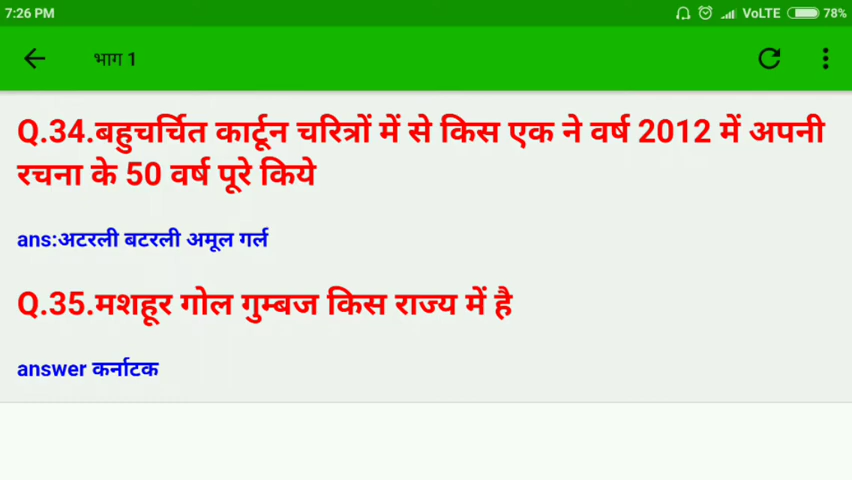 7:26 PM VoLTE 78%
भाग 1
Q.34.बहुचर्चित कार्टून चरित्रों में से किस एक ने वर्ष 2012 में अपनी
रचना के 50 वर्ष पूरे किये
ans:अटरली बटरली अमूल गर्ल
Q.35.मशहूर गोल गुम्बज किस राज्य में है
answer कर्नाटक